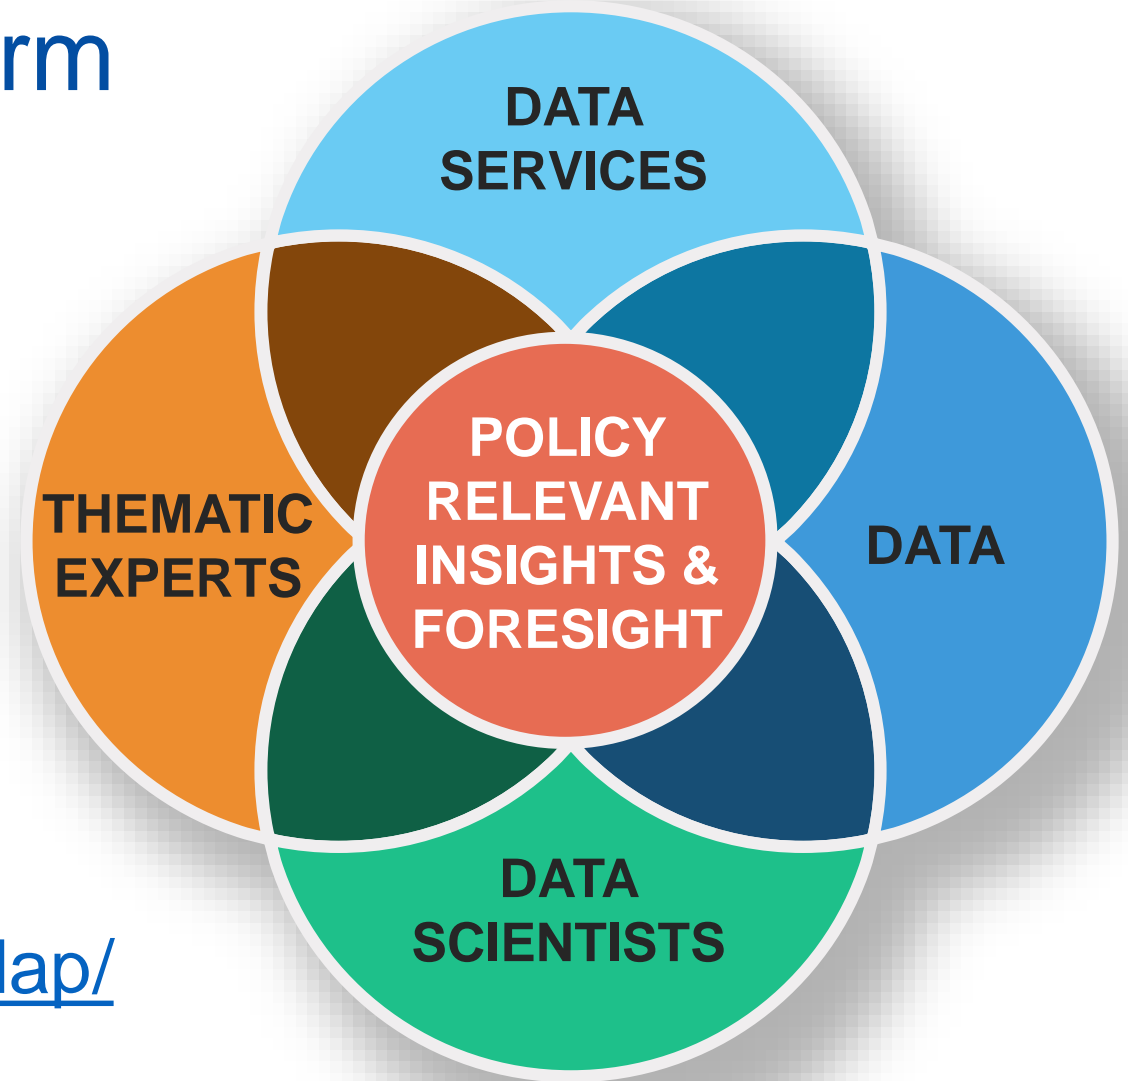 rm
DATA
SERVICES
POLICY
RELEVANT
INSIGHTS &
FORESIGHT
THEMATIC
EXPERTS
DATA
DATA
SCIENTISTS
lap/